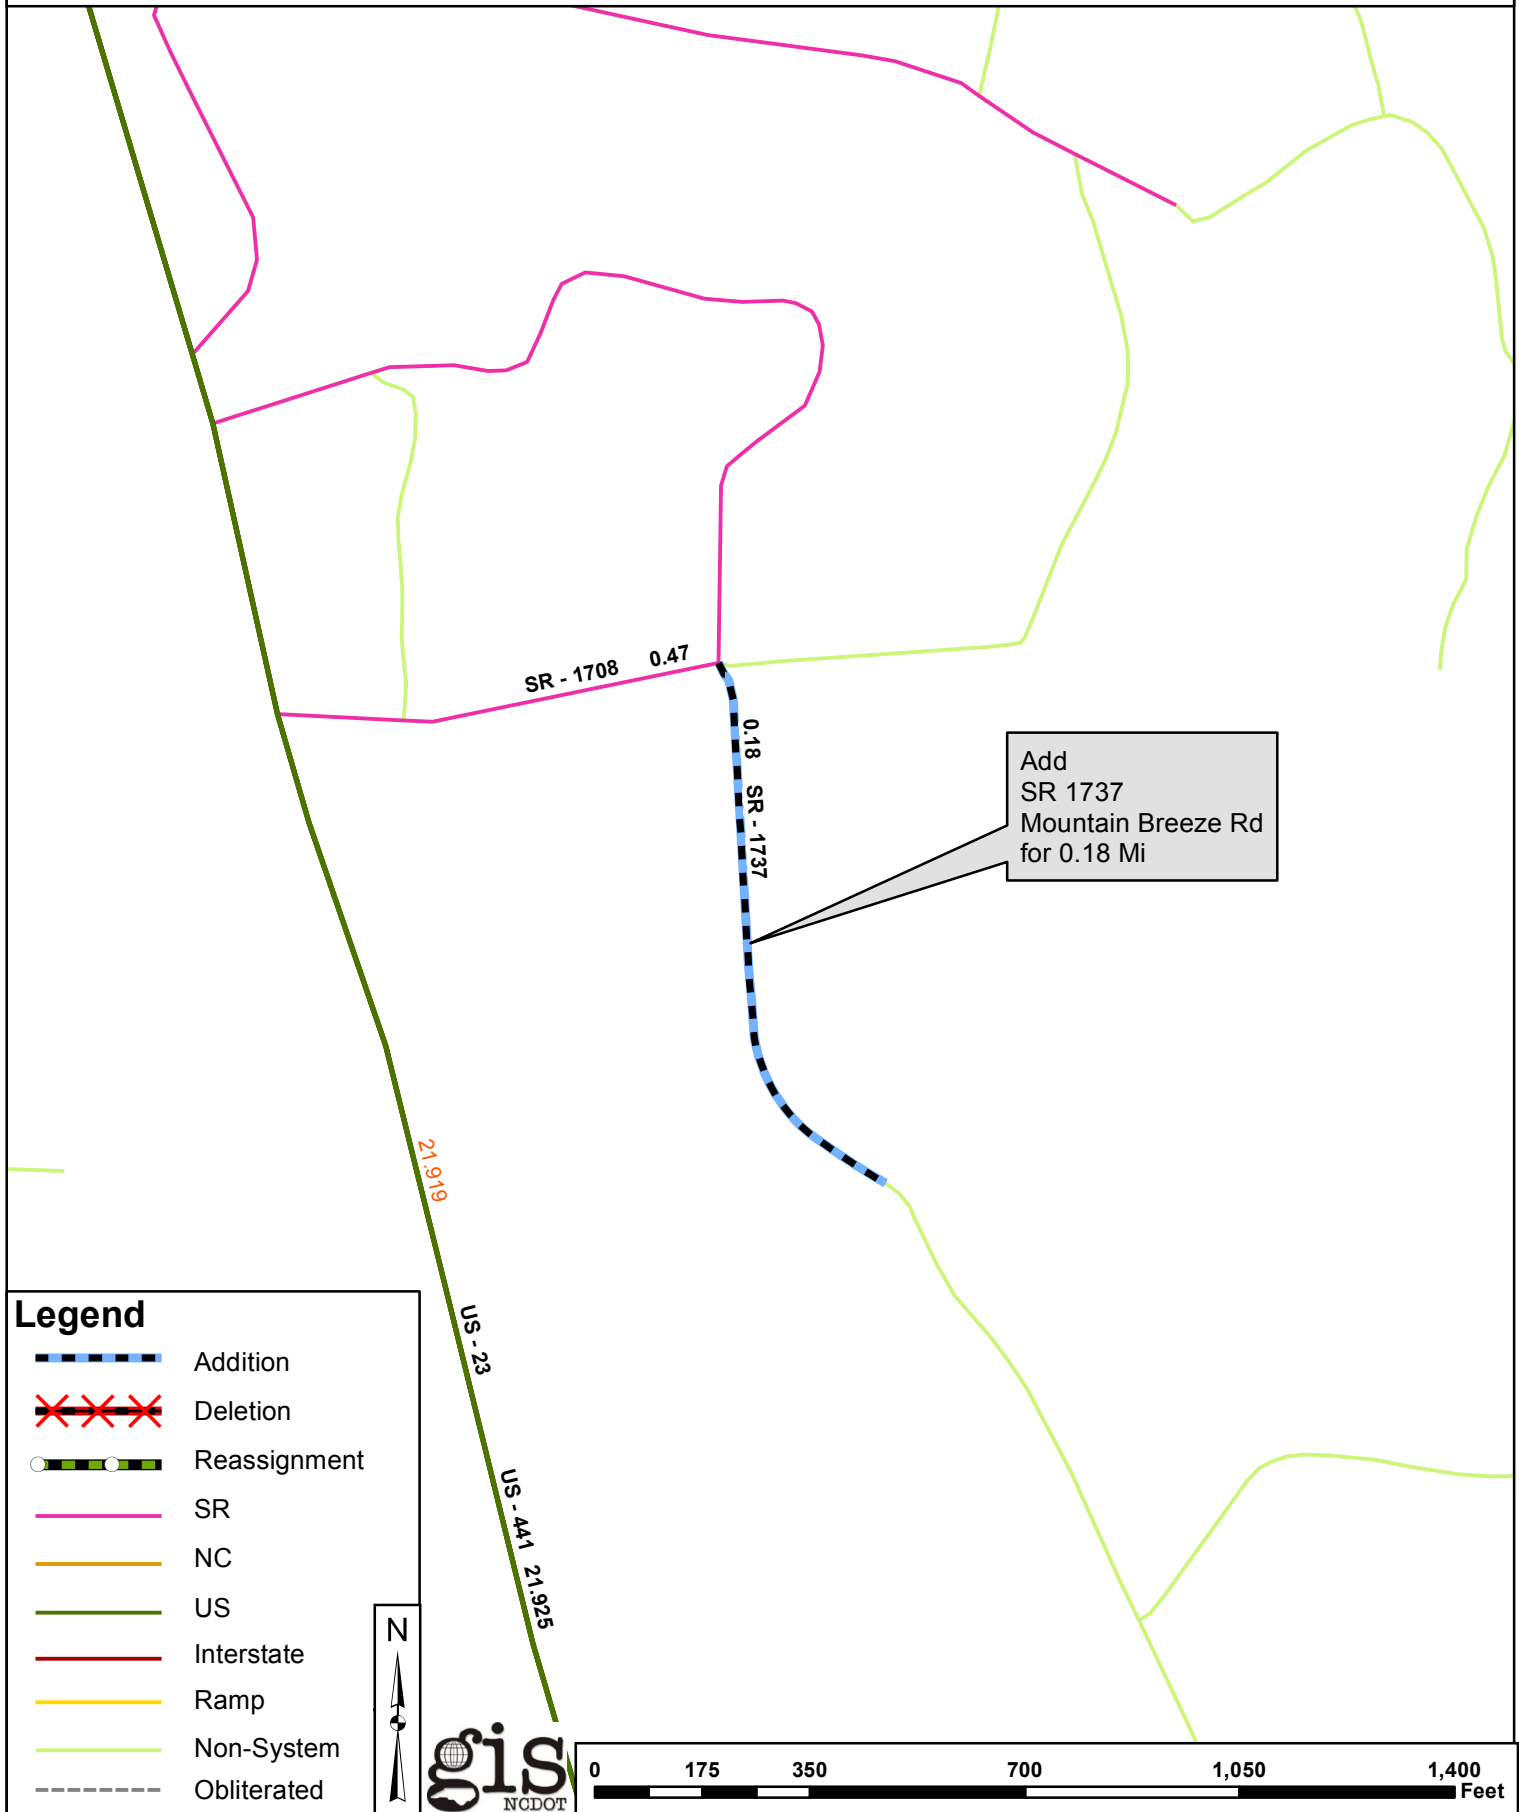 SR - 1708 0.47
0.18 SR - 1737
Add
SR 1737
Mountain Breeze Rd
for 0.18 Mi
21.919
US - 23
US - 441 21.925
Legend
Addition
Deletion
Reassignment
SR
NC
US
Interstate
Ramp
Non-System
Obliterated
N
gis
NCDOT
0 175 350 700 1,050 1,400
Feet